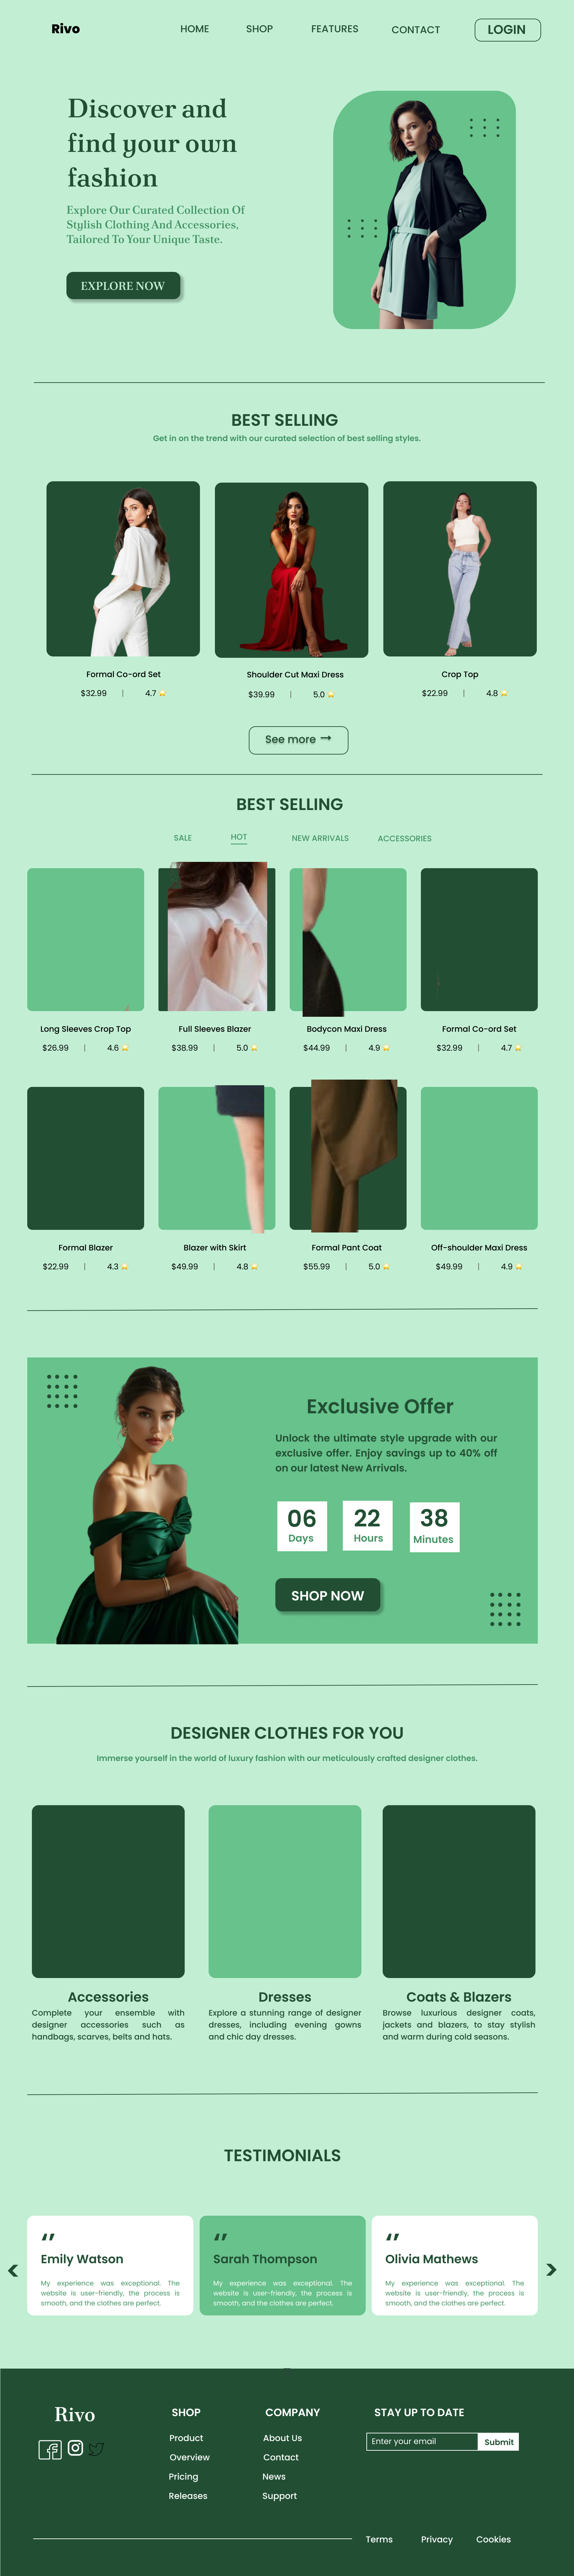 Rivo
HOME
SHOP
FEATURES
CONTACT
LOGIN
Discover and
find your own
fashion
Explore Our Curated Collection Of
Stylish Clothing And Accessories,
Tailored To Your Unique Taste.
EXPLORE NOW
BEST SELLING
Get in on the trend with our curated selection of best selling styles.
Formal Co-ord Set
$32.99 | 4.7
Shoulder Cut Maxi Dress
$39.99 | 5.0
Crop Top
$22.99 | 4.8
See more →
BEST SELLING
SALE
HOT
NEW ARRIVALS
ACCESSORIES
Long Sleeves Crop Top
$26.99 | 4.6
Full Sleeves Blazer
$38.99 | 5.0
Bodycon Maxi Dress
$44.99 | 4.9
Formal Co-ord Set
$32.99 | 4.7
Formal Blazer
$22.99 | 4.3
Blazer with Skirt
$49.99 | 4.8
Formal Pant Coat
$55.99 | 5.0
Off-shoulder Maxi Dress
$49.99 | 4.9
Exclusive Offer
Unlock the ultimate style upgrade with our
exclusive offer. Enjoy savings up to 40% off
on our latest New Arrivals.
06
Days
22
Hours
38
Minutes
SHOP NOW
DESIGNER CLOTHES FOR YOU
Immerse yourself in the world of luxury fashion with our meticulously crafted designer clothes.
Accessories
Complete your ensemble with
designer accessories such as
handbags, scarves, belts and hats.
Dresses
Explore a stunning range of designer
dresses, including evening gowns
and chic day dresses.
Coats & Blazers
Browse luxurious designer coats,
jackets and blazers, to stay stylish
and warm during cold seasons.
TESTIMONIALS
Emily Watson
My experience was exceptional. The
website is user-friendly, the process is
smooth, and the clothes are perfect.
Sarah Thompson
My experience was exceptional. The
website is user-friendly, the process is
smooth, and the clothes are perfect.
Olivia Mathews
My experience was exceptional. The
website is user-friendly, the process is
smooth, and the clothes are perfect.
Rivo
SHOP
Product
Overview
Pricing
Releases
COMPANY
About Us
Contact
News
Support
STAY UP TO DATE
Enter your email
Submit
Terms
Privacy
Cookies